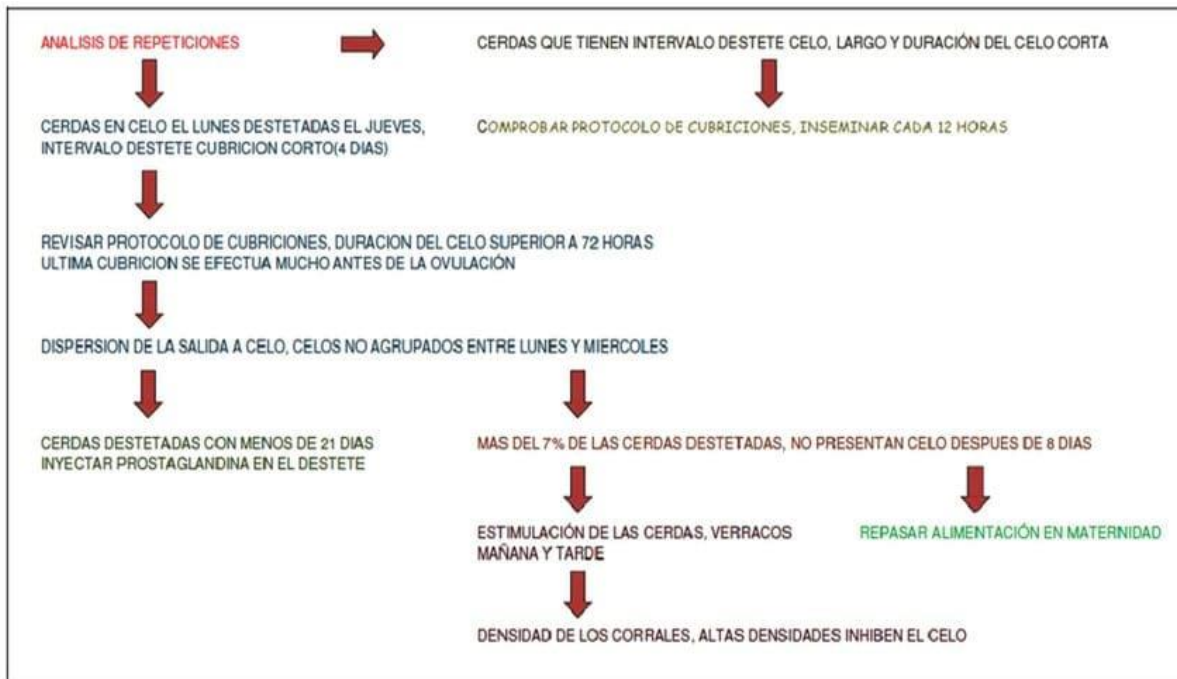 ANALISIS DE REPETICIONES
CERDAS QUE TIENEN INTERVALO DESTETE CELO, LARGO Y DURACIÓN DEL CELO CORTA
CERDAS EN CELO EL LUNES DESTETADAS EL JUEVES,
INTERVALO DESTETE CUBRICION CORTO(4 DIAS)
COMPROBAR PROTOCOLO DE CUBRICIONES, INSEMINAR CADA 12 HORAS
REVISAR PROTOCOLO DE CUBRICIONES, DURACION DEL CELO SUPERIOR A 72 HORAS
ULTIMA CUBRICION SE EFECTUA MUCHO ANTES DE LA OVULACIÓN
DISPERSION DE LA SALIDA A CELO, CELOS NO AGRUPADOS ENTRE LUNES Y MIERCOLES
CERDAS DESTETADAS CON MENOS DE 21 DIAS
INYECTAR PROSTAGLANDINA EN EL DESTETE
MAS DEL 7% DE LAS CERDAS DESTETADAS, NO PRESENTAN CELO DESPUES DE 8 DIAS
ESTIMULACIÓN DE LAS CERDAS, VERRACOS
MAÑANA Y TARDE
REPASAR ALIMENTACIÓN EN MATERNIDAD
DENSIDAD DE LOS CORRALES, ALTAS DENSIDADES INHIBEN EL CELO